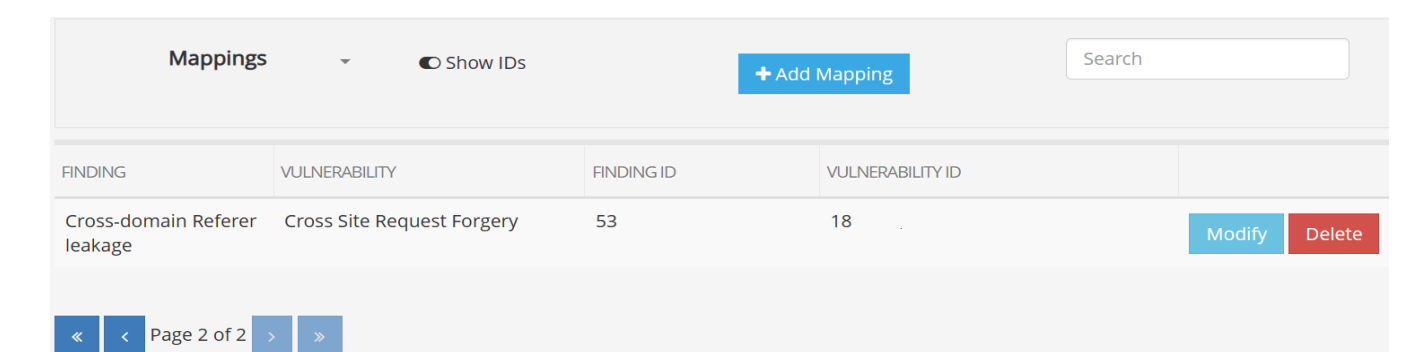 Mappings
Show IDs
+ Add Mapping
Search
FINDING VULNERABILITY FINDING ID VULNERABILITY ID
Cross-domain Referer Cross Site Request Forgery 53 18
leakage
Modify Delete
« ‹ Page 2 of 2 › »